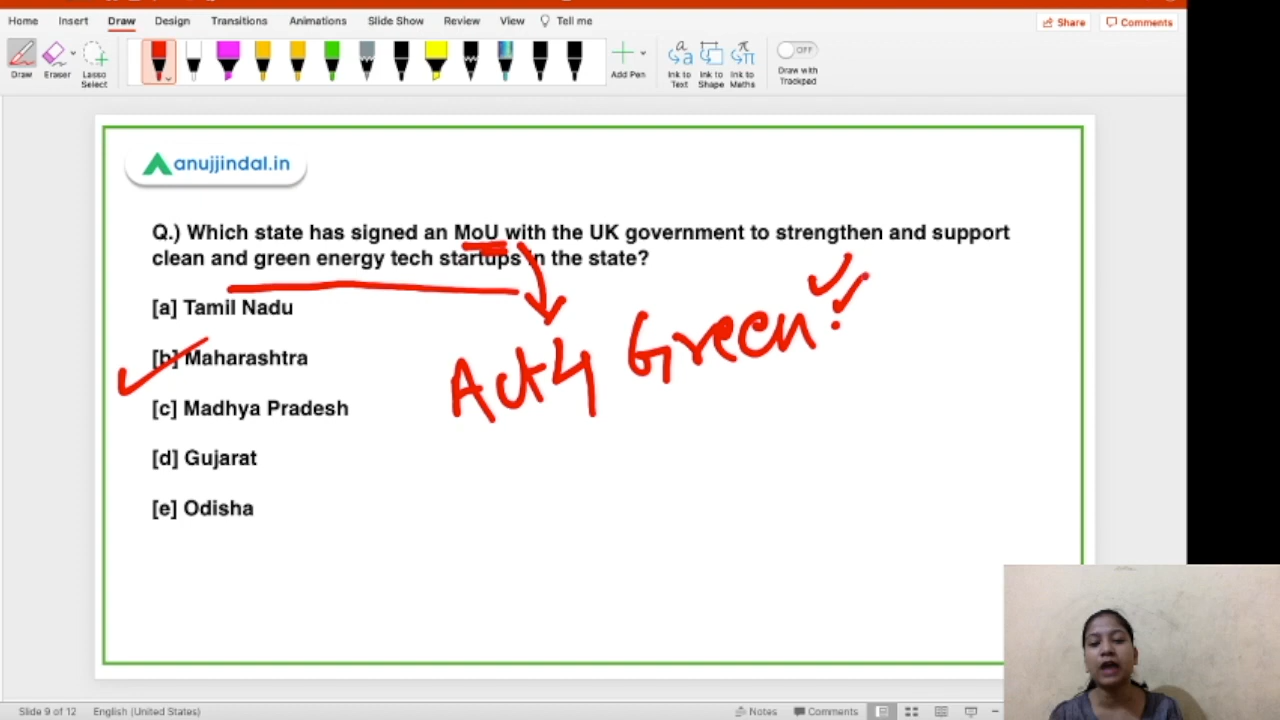 Home Insert Draw Design Transitions Animations Slide Show Review View Tell me Share Comments
Draw Eraser Lasso Select Add Pen Ink to Text Ink to Shape Ink to Maths OFF Draw with Trackpad
anujjindal.in
Q.) Which state has signed an MoU with the UK government to strengthen and support
clean and green energy tech startups in the state?
[a] Tamil Nadu
[b] Maharashtra
[c] Madhya Pradesh
[d] Gujarat
[e] Odisha
Act4 Green
Slide 9 of 12 English (United States) Notes Comments